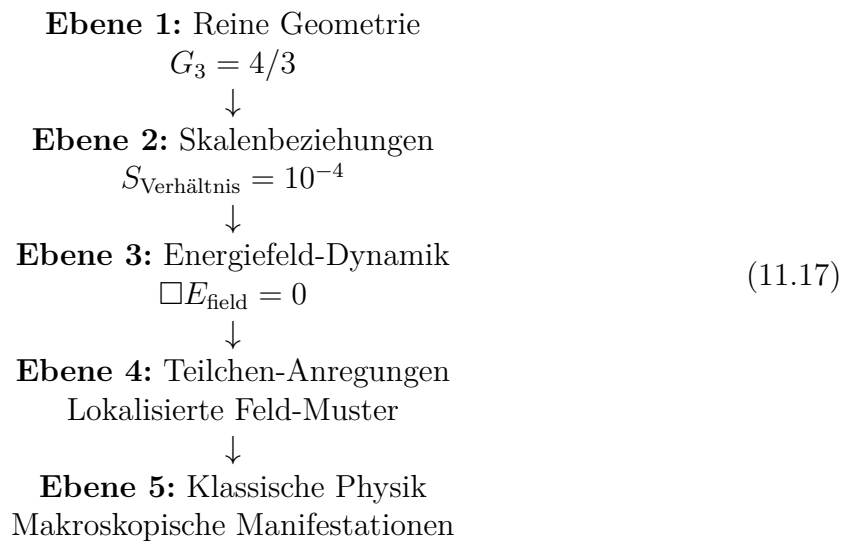 Ebene 1: Reine Geometrie
G₃ = 4/3
↓
Ebene 2: Skalenbeziehungen
S_Verhältnis = 10⁻⁴
↓
Ebene 3: Energiefeld-Dynamik
□E_field = 0
(11.17)
↓
Ebene 4: Teilchen-Anregungen
Lokalisierte Feld-Muster
↓
Ebene 5: Klassische Physik
Makroskopische Manifestationen